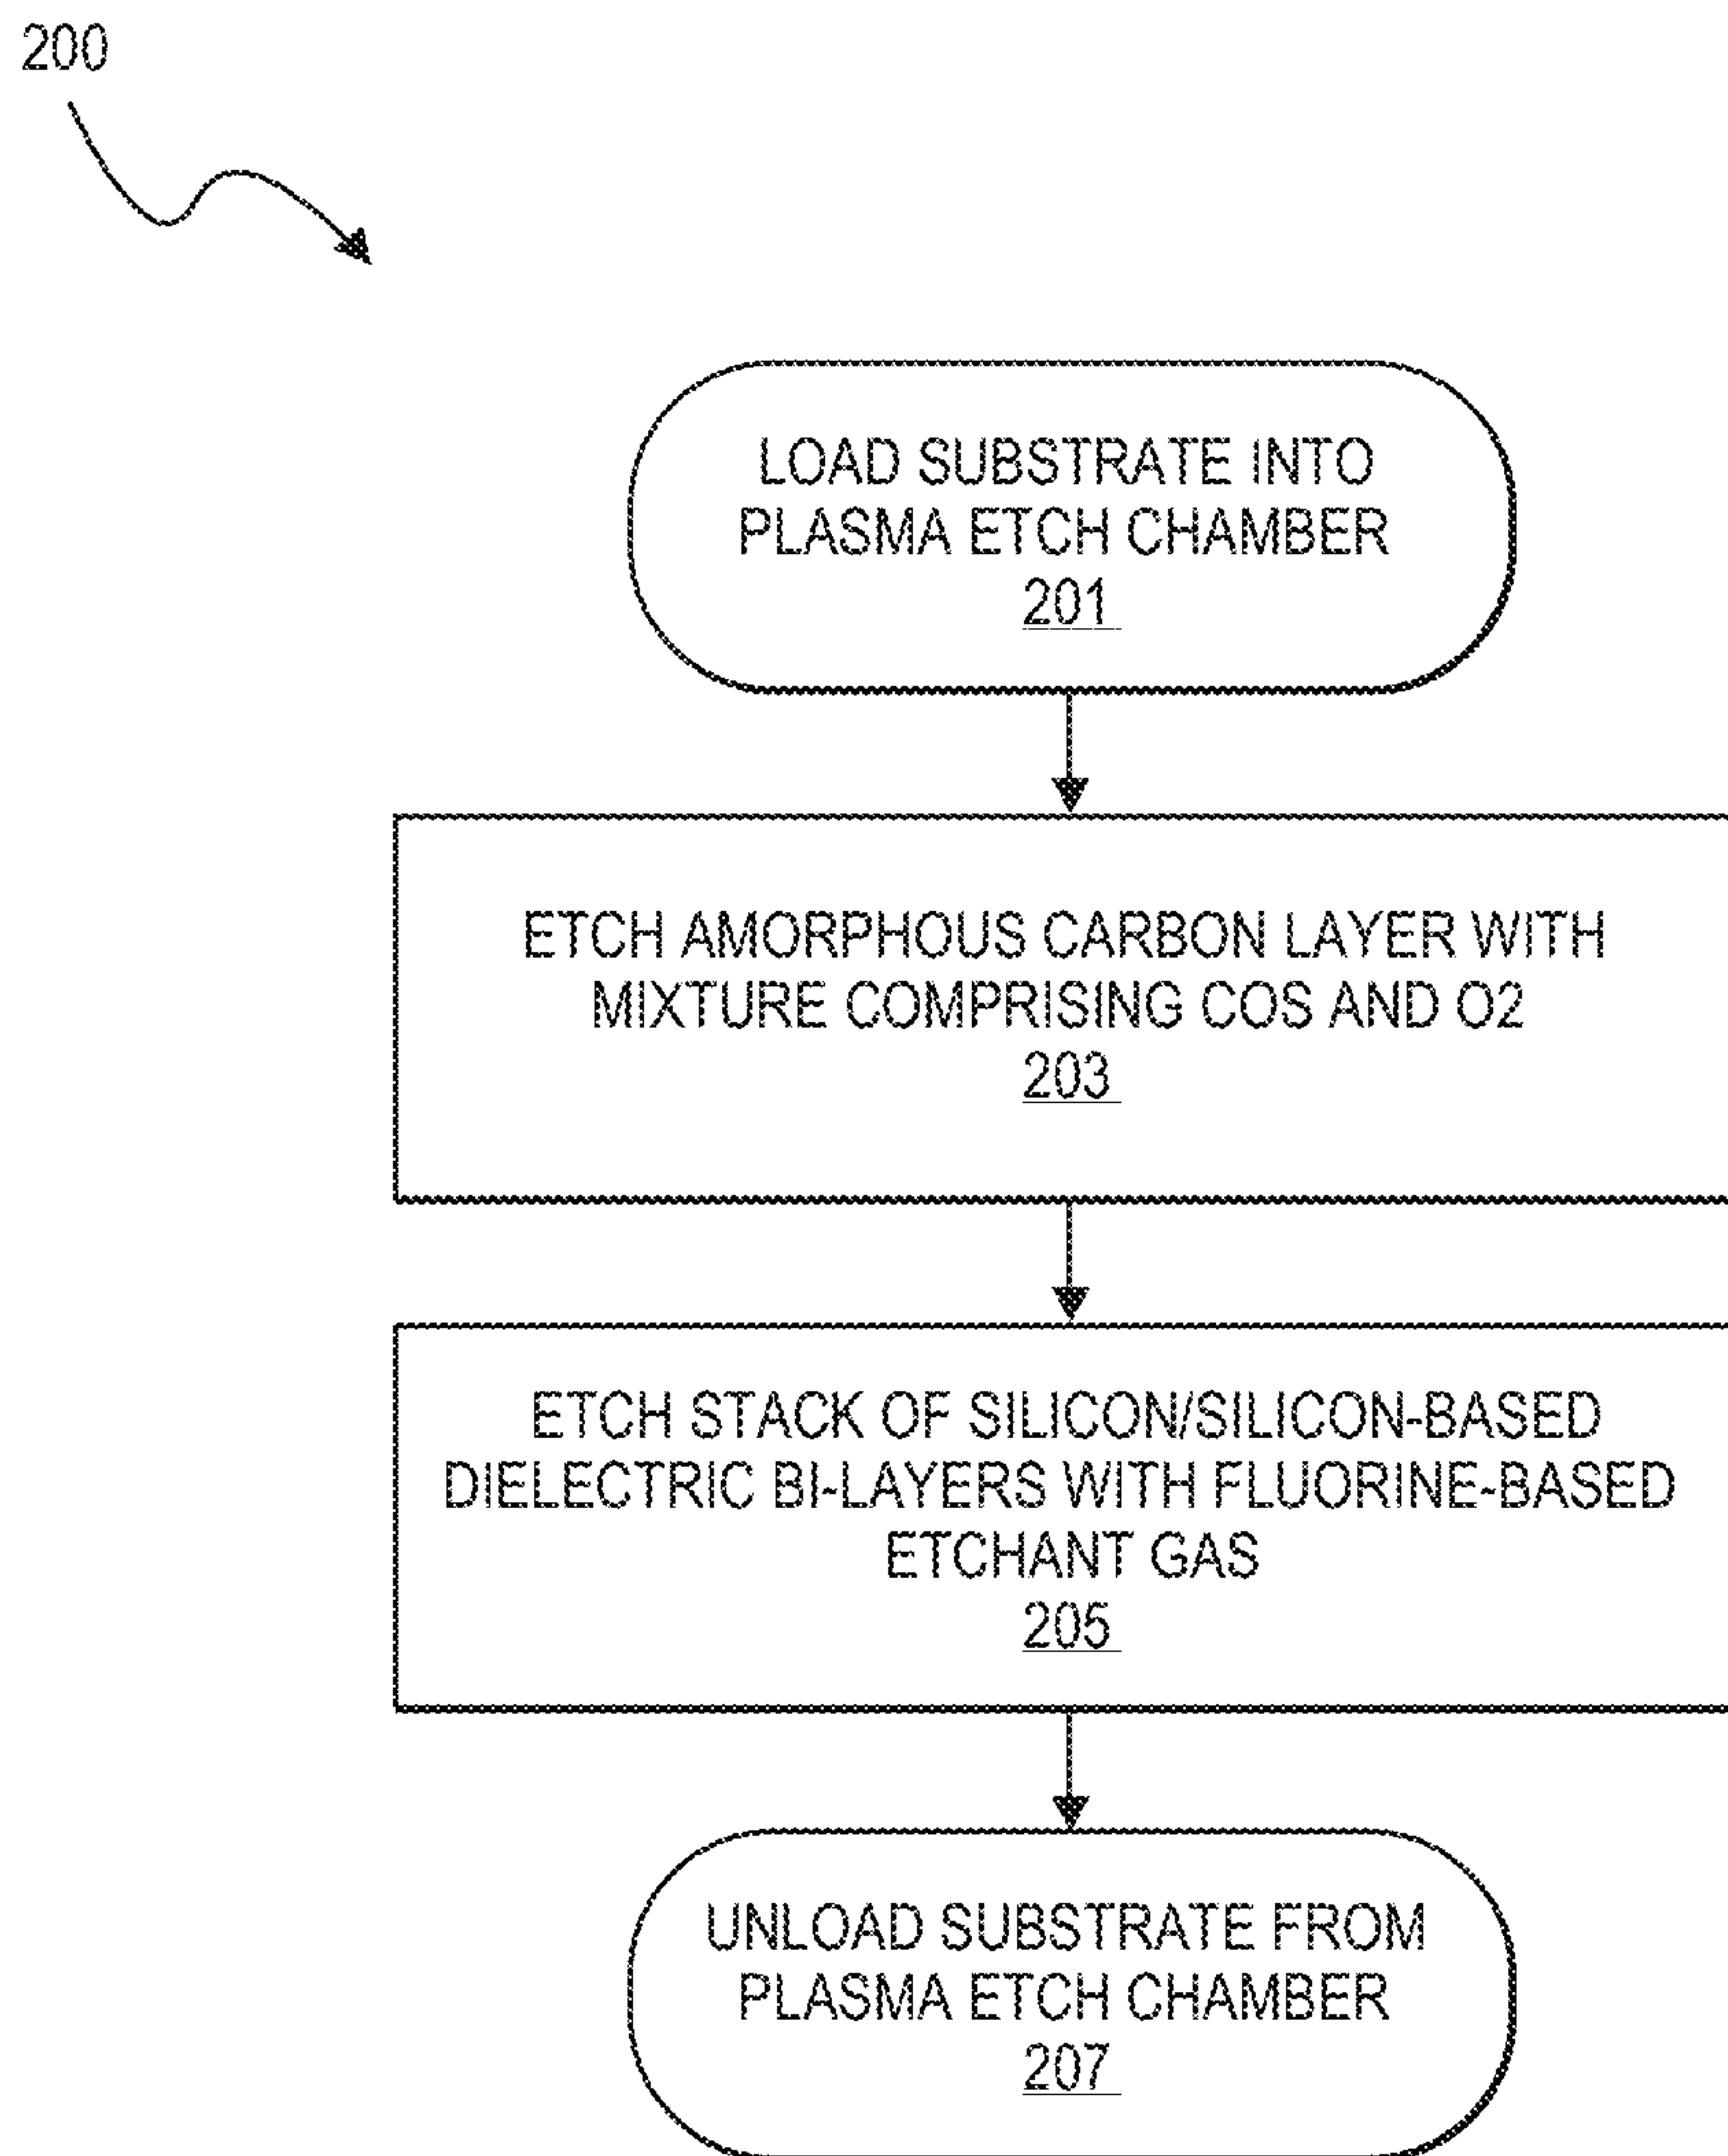 200
LOAD SUBSTRATE INTO
PLASMA ETCH CHAMBER
201
ETCH AMORPHOUS CARBON LAYER WITH
MIXTURE COMPRISING COS AND O2
203
ETCH STACK OF SILICON/SILICON-BASED
DIELECTRIC BI-LAYERS WITH FLUORINE-BASED
ETCHANT GAS
205
UNLOAD SUBSTRATE FROM
PLASMA ETCH CHAMBER
207